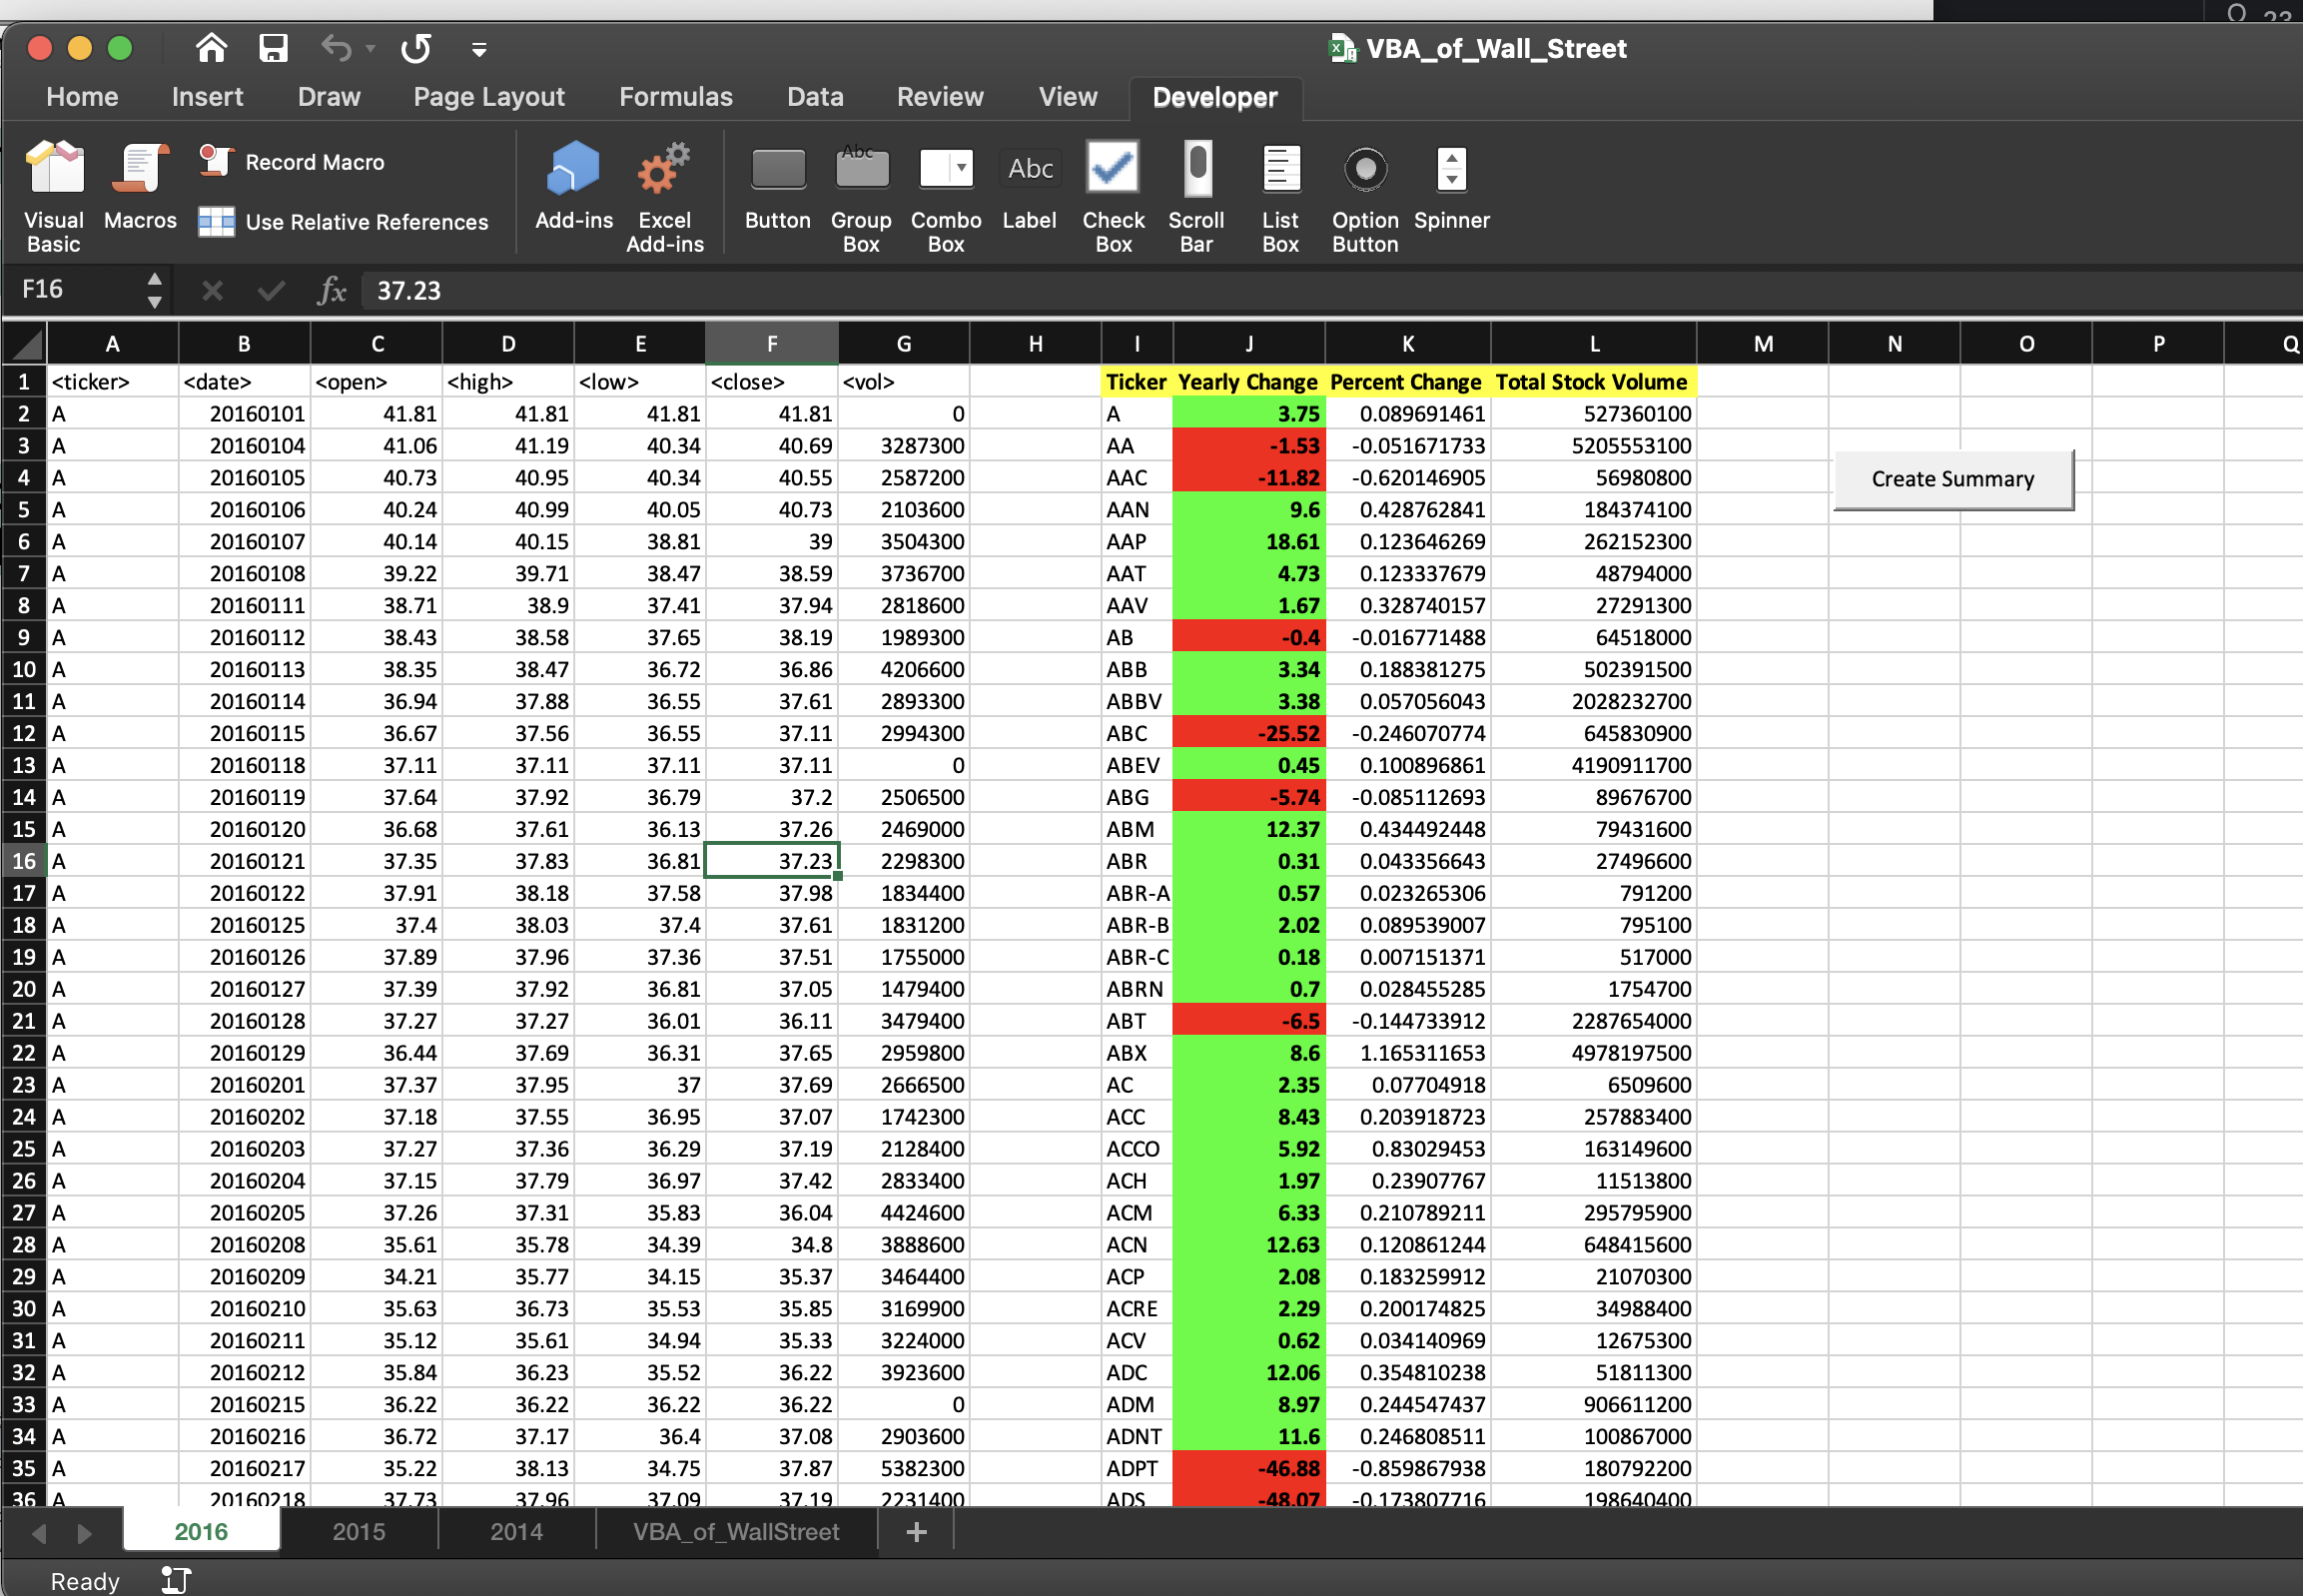 VBA_of_Wall_Street
Home Insert Draw Page Layout Formulas Data Review View Developer
Visual Basic Macros Record Macro Use Relative References Add-ins Excel Add-ins Button Abc Group Box Combo Box Abc Label Check Box Scroll Bar List Box Option Button Spinner
F16 fx 37.23
A B C D E F G H I J K L M N O P Q
1 <ticker> <date> <open> <high> <low> <close> <vol> Ticker Yearly Change Percent Change Total Stock Volume
2 A 20160101 41.81 41.81 41.81 41.81 0 A 3.75 0.089691461 527360100
3 A 20160104 41.06 41.19 40.34 40.69 3287300 AA -1.53 -0.051671733 5205553100
4 A 20160105 40.73 40.95 40.34 40.55 2587200 AAC -11.82 -0.620146905 56980800
Create Summary
5 A 20160106 40.24 40.99 40.05 40.73 2103600 AAN 9.6 0.428762841 184374100
6 A 20160107 40.14 40.15 38.81 39 3504300 AAP 18.61 0.123646269 262152300
7 A 20160108 39.22 39.71 38.47 38.59 3736700 AAT 4.73 0.123337679 48794000
8 A 20160111 38.71 38.9 37.41 37.94 2818600 AAV 1.67 0.328740157 27291300
9 A 20160112 38.43 38.58 37.65 38.19 1989300 AB -0.4 -0.016771488 64518000
10 A 20160113 38.35 38.47 36.72 36.86 4206600 ABB 3.34 0.188381275 502391500
11 A 20160114 36.94 37.88 36.55 37.61 2893300 ABBV 3.38 0.057056043 2028232700
12 A 20160115 36.67 37.56 36.55 37.11 2994300 ABC -25.52 -0.246070774 645830900
13 A 20160118 37.11 37.11 37.11 37.11 0 ABEV 0.45 0.100896861 4190911700
14 A 20160119 37.64 37.92 36.79 37.2 2506500 ABG -5.74 -0.085112693 89676700
15 A 20160120 36.68 37.61 36.13 37.26 2469000 ABM 12.37 0.434492448 79431600
16 A 20160121 37.35 37.83 36.81 37.23 2298300 ABR 0.31 0.043356643 27496600
17 A 20160122 37.91 38.18 37.58 37.98 1834400 ABR-A 0.57 0.023265306 791200
18 A 20160125 37.4 38.03 37.4 37.61 1831200 ABR-B 2.02 0.089539007 795100
19 A 20160126 37.89 37.96 37.36 37.51 1755000 ABR-C 0.18 0.007151371 517000
20 A 20160127 37.39 37.92 36.81 37.05 1479400 ABRN 0.7 0.028455285 1754700
21 A 20160128 37.27 37.27 36.01 36.11 3479400 ABT -6.5 -0.144733912 2287654000
22 A 20160129 36.44 37.69 36.31 37.65 2959800 ABX 8.6 1.165311653 4978197500
23 A 20160201 37.37 37.95 37 37.69 2666500 AC 2.35 0.07704918 6509600
24 A 20160202 37.18 37.55 36.95 37.07 1742300 ACC 8.43 0.203918723 257883400
25 A 20160203 37.27 37.36 36.29 37.19 2128400 ACCO 5.92 0.83029453 163149600
26 A 20160204 37.15 37.79 36.97 37.42 2833400 ACH 1.97 0.23907767 11513800
27 A 20160205 37.26 37.31 35.83 36.04 4424600 ACM 6.33 0.210789211 295795900
28 A 20160208 35.61 35.78 34.39 34.8 3888600 ACN 12.63 0.120861244 648415600
29 A 20160209 34.21 35.77 34.15 35.37 3464400 ACP 2.08 0.183259912 21070300
30 A 20160210 35.63 36.73 35.53 35.85 3169900 ACRE 2.29 0.200174825 34988400
31 A 20160211 35.12 35.61 34.94 35.33 3224000 ACV 0.62 0.034140969 12675300
32 A 20160212 35.84 36.23 35.52 36.22 3923600 ADC 12.06 0.354810238 51811300
33 A 20160215 36.22 36.22 36.22 36.22 0 ADM 8.97 0.244547437 906611200
34 A 20160216 36.72 37.17 36.4 37.08 2903600 ADNT 11.6 0.246808511 100867000
35 A 20160217 35.22 38.13 34.75 37.87 5382300 ADPT -46.88 -0.859867938 180792200
36 A 20160218 37.73 37.96 37.09 37.19 2231400 ADS -48.07 -0.173807716 198640400
2016 2015 2014 VBA_of_WallStreet +
Ready